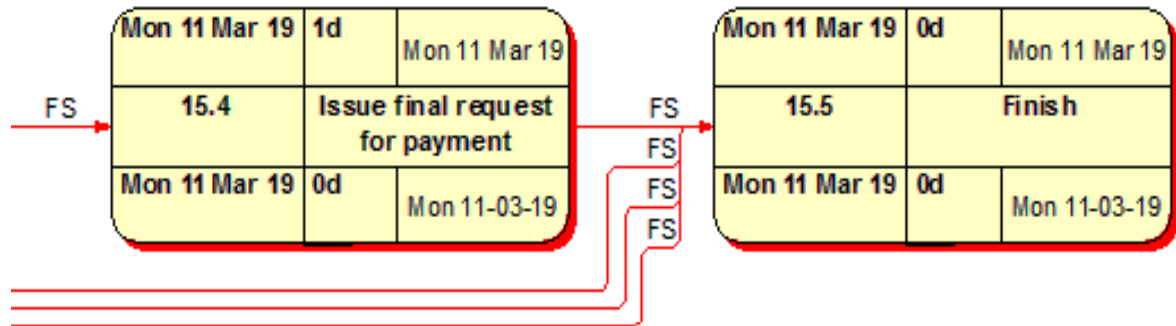 Mon 11 Mar 19 1d Mon 11 Mar 19
FS 15.4 Issue final request
for payment
Mon 11 Mar 19 0d Mon 11-03-19
FS
FS
FS
FS
Mon 11 Mar 19 0d Mon 11 Mar 19
15.5 Finish
Mon 11 Mar 19 0d Mon 11-03-19